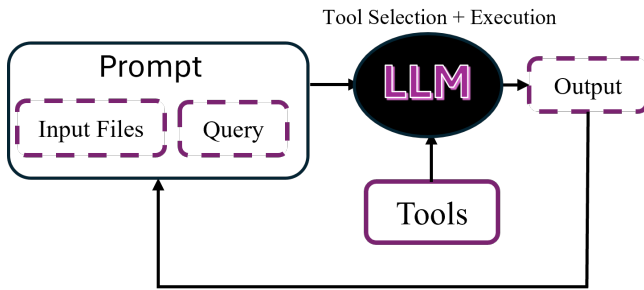 Tool Selection + Execution
Prompt
LLM
Input Files
Query
Output
Tools